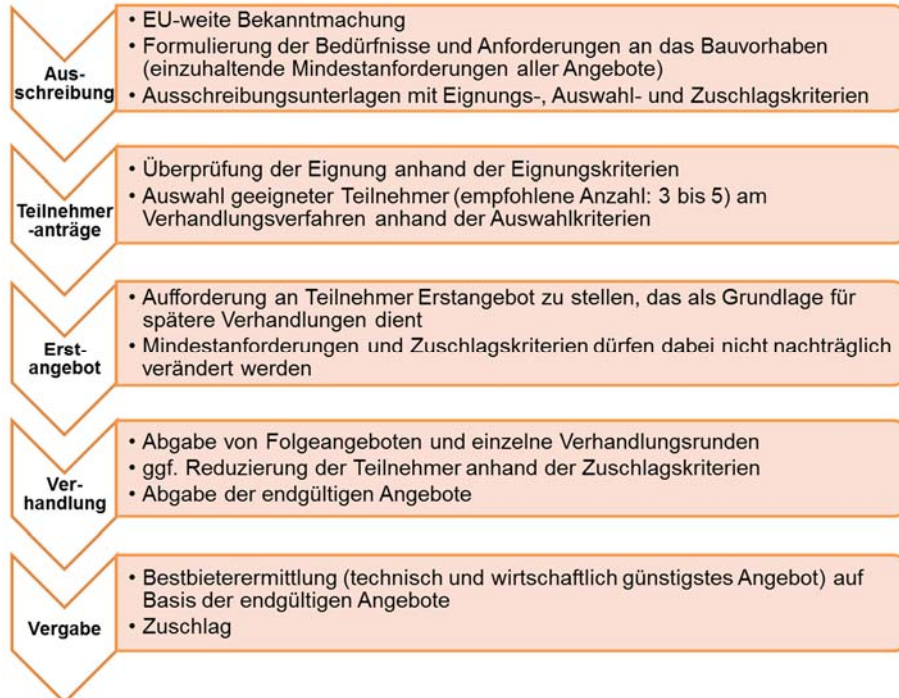 Aus-
schreibung
• EU-weite Bekanntmachung
• Formulierung der Bedürfnisse und Anforderungen an das Bauvorhaben
(einzuhaltende Mindestanforderungen aller Angebote)
• Ausschreibungsunterlagen mit Eignungs-, Auswahl- und Zuschlagskriterien
Teilnehmer
-anträge
• Überprüfung der Eignung anhand der Eignungskriterien
• Auswahl geeigneter Teilnehmer (empfohlene Anzahl: 3 bis 5) am
Verhandlungsverfahren anhand der Auswahlkriterien
Erst-
angebot
• Aufforderung an Teilnehmer Erstangebot zu stellen, das als Grundlage für
spätere Verhandlungen dient
• Mindestanforderungen und Zuschlagskriterien dürfen dabei nicht nachträglich
verändert werden
Ver-
handlung
• Abgabe von Folgeangeboten und einzelne Verhandlungsrunden
• ggf. Reduzierung der Teilnehmer anhand der Zuschlagskriterien
• Abgabe der endgültigen Angebote
Vergabe
• Bestbieterermittlung (technisch und wirtschaftlich günstigstes Angebot) auf
Basis der endgültigen Angebote
• Zuschlag